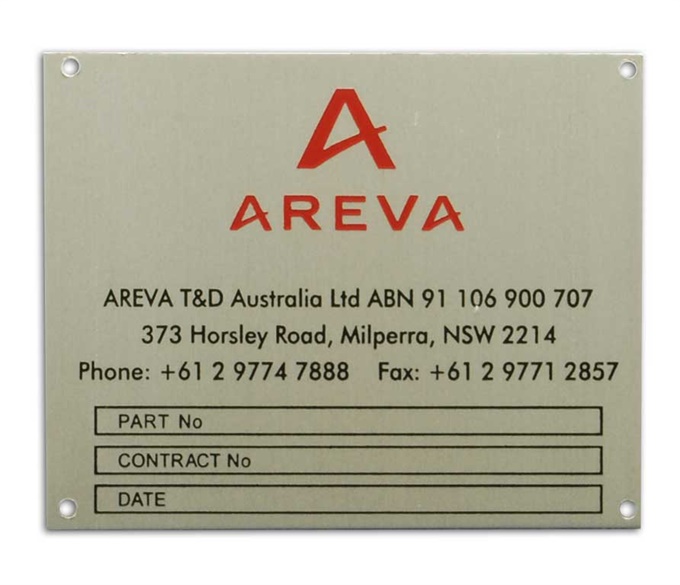 AREVA
AREVA T&D Australia Ltd ABN 91 106 900 707
373 Horsley Road, Milperra, NSW 2214
Phone: +61 2 9774 7888 Fax: +61 2 9771 2857
PART No
CONTRACT No
DATE